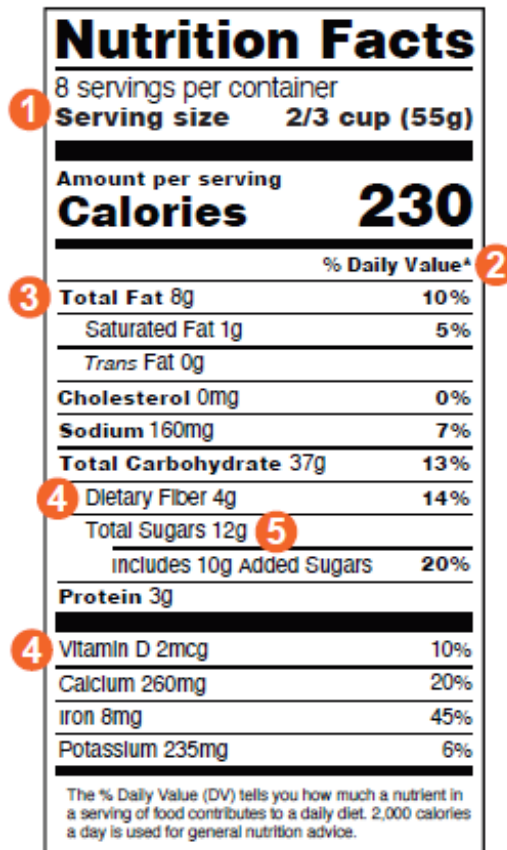 Nutrition Facts
8 servings per container
1 Serving size 2/3 cup (55g)
Amount per serving
Calories 230
% Daily Value* 2
3 Total Fat 8g 10%
Saturated Fat 1g 5%
Trans Fat 0g
Cholesterol 0mg 0%
Sodium 160mg 7%
Total Carbohydrate 37g 13%
4 Dietary Fiber 4g 14%
Total Sugars 12g 5
Includes 10g Added Sugars 20%
Protein 3g
4 Vitamin D 2mcg 10%
Calcium 260mg 20%
Iron 8mg 45%
Potassium 235mg 6%
The % Daily Value (DV) tells you how much a nutrient in
a serving of food contributes to a daily diet. 2,000 calories
a day is used for general nutrition advice.